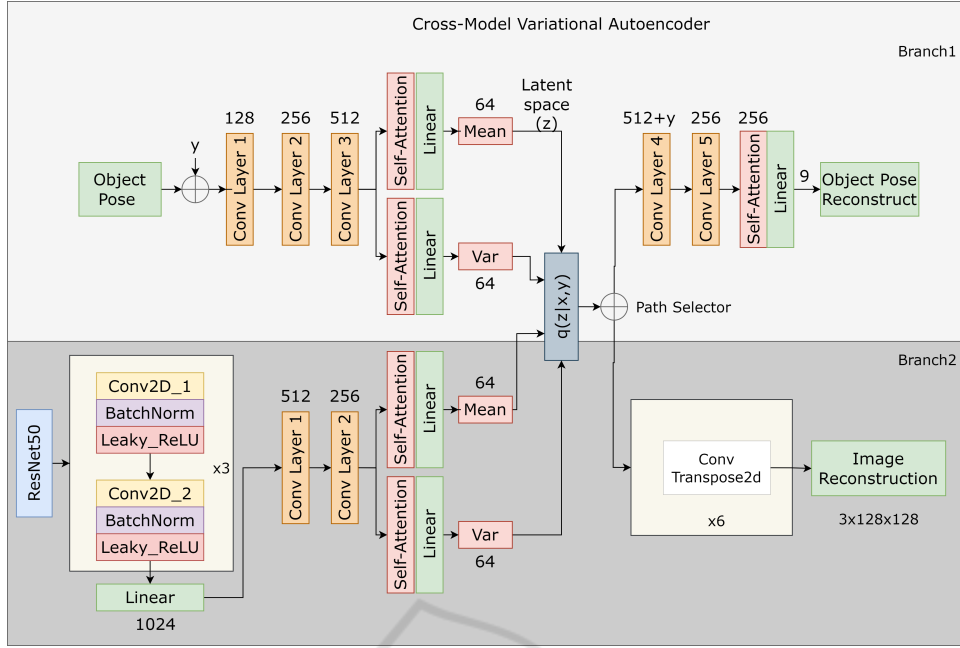 Cross-Model Variational Autoencoder
Branch1
Object
Pose
y
128
Conv Layer 1
256
Conv Layer 2
512
Conv Layer 3
Self-Attention
Linear
64
Mean
Latent
space
(z)
Self-Attention
Linear
Var
64
q(z|x,y)
Path Selector
512+y
Conv Layer 4
256
Conv Layer 5
256
Self-Attention
Linear
9
Object Pose
Reconstruct
Branch2
ResNet50
Conv2D_1
BatchNorm
Leaky_ReLU
x3
Conv2D_2
BatchNorm
Leaky_ReLU
Linear
1024
512
Conv Layer 1
256
Conv Layer 2
Self-Attention
Linear
64
Mean
Self-Attention
Linear
Var
64
Conv
Transpose2d
x6
Image
Reconstruction
3x128x128